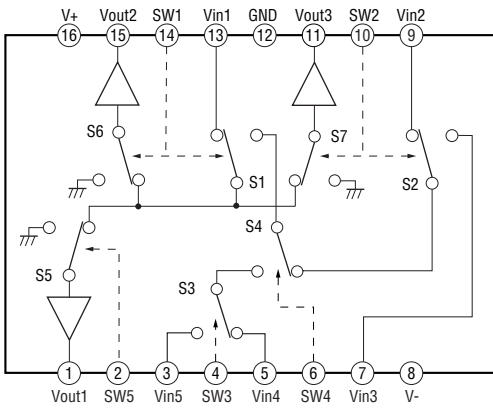 V+ Vout2 SW1 Vin1 GND Vout3 SW2 Vin2
16 15 14 13 12 11 10 9
S6 S7
S1 S2
S4
S5
S3
1 2 3 4 5 6 7 8
Vout1 SW5 Vin5 SW3 Vin4 SW4 Vin3 V-